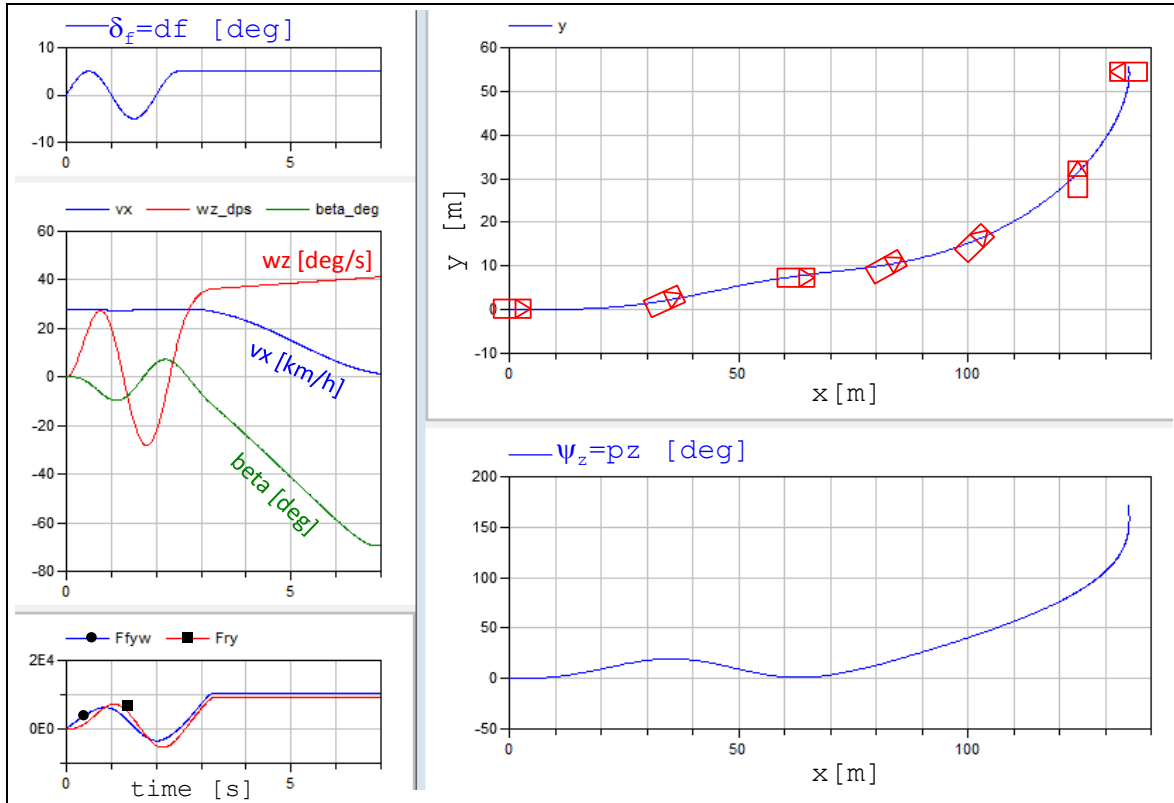 δf=df [deg]
10
0
-10
0
5
vx
wz_dps
beta_deg
60
40
20
0
-20
-40
-60
-80
wz [deg/s]
vx [km/h]
beta [deg]
0
5
Ffyw
Fry
2E4
0E0
0
5
time [s]
y
60
50
40
30
20
10
0
-10
y [m]
0
50
100
x[m]
ψz=pz [deg]
200
150
100
50
0
-50
0
50
100
x[m]